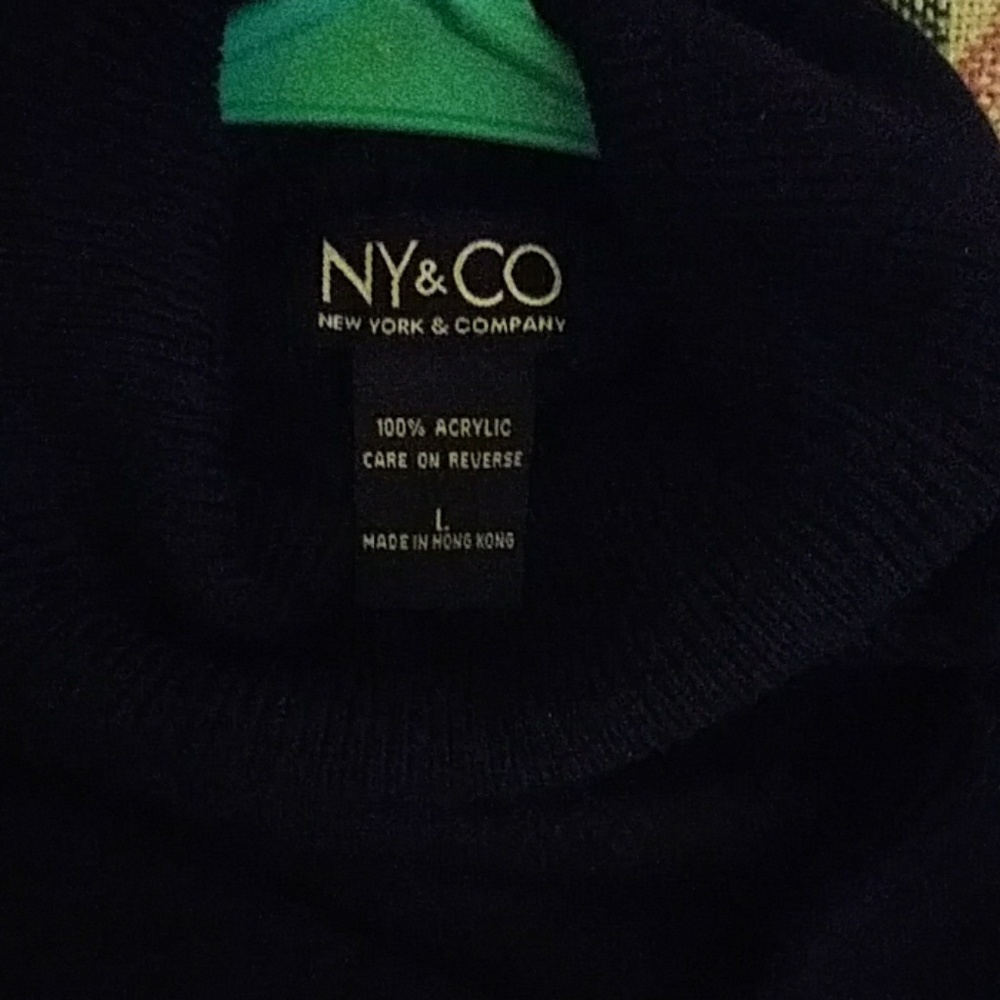 NY&CO
NEW YORK & COMPANY
100% ACRYLIC
CARE ON REVERSE
L
MADE IN HONG KONG